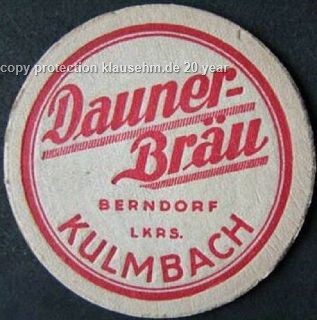 copy protection klausehm.de 20 year
Dauner-
Bräu
BERNDORF
LKRS.
KULMBACH